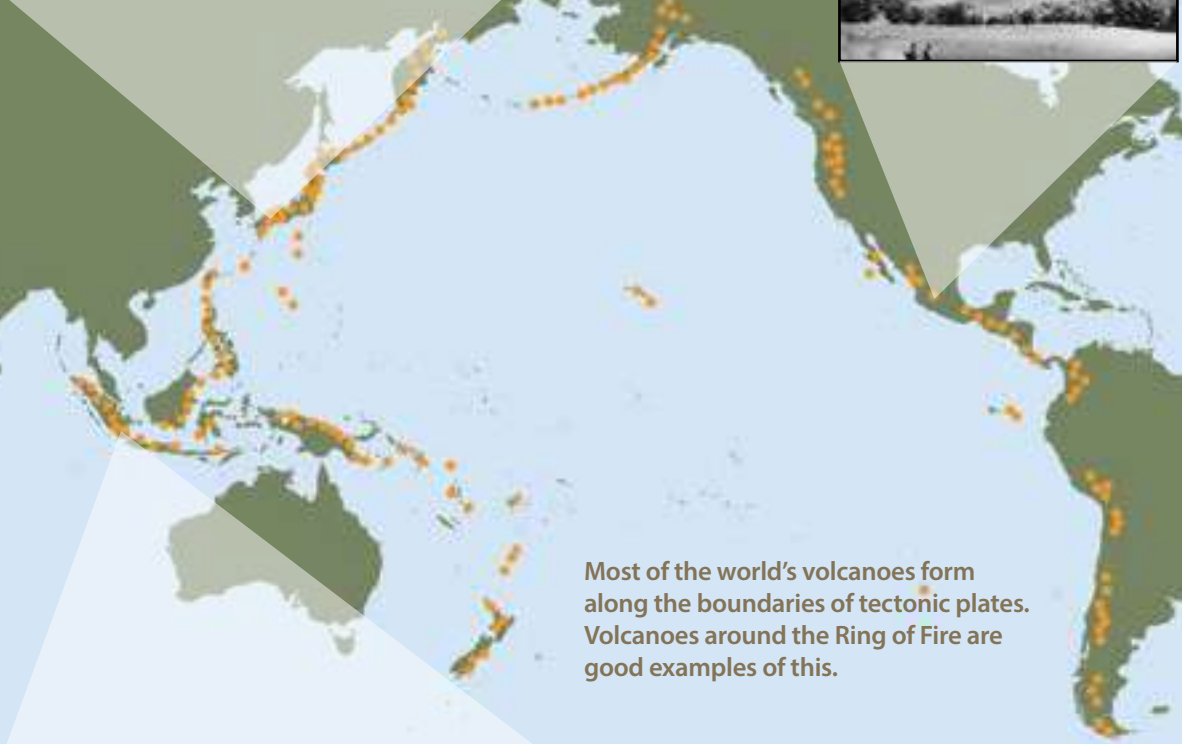 Most of the world’s volcanoes form
along the boundaries of tectonic plates.
Volcanoes around the Ring of Fire are
good examples of this.